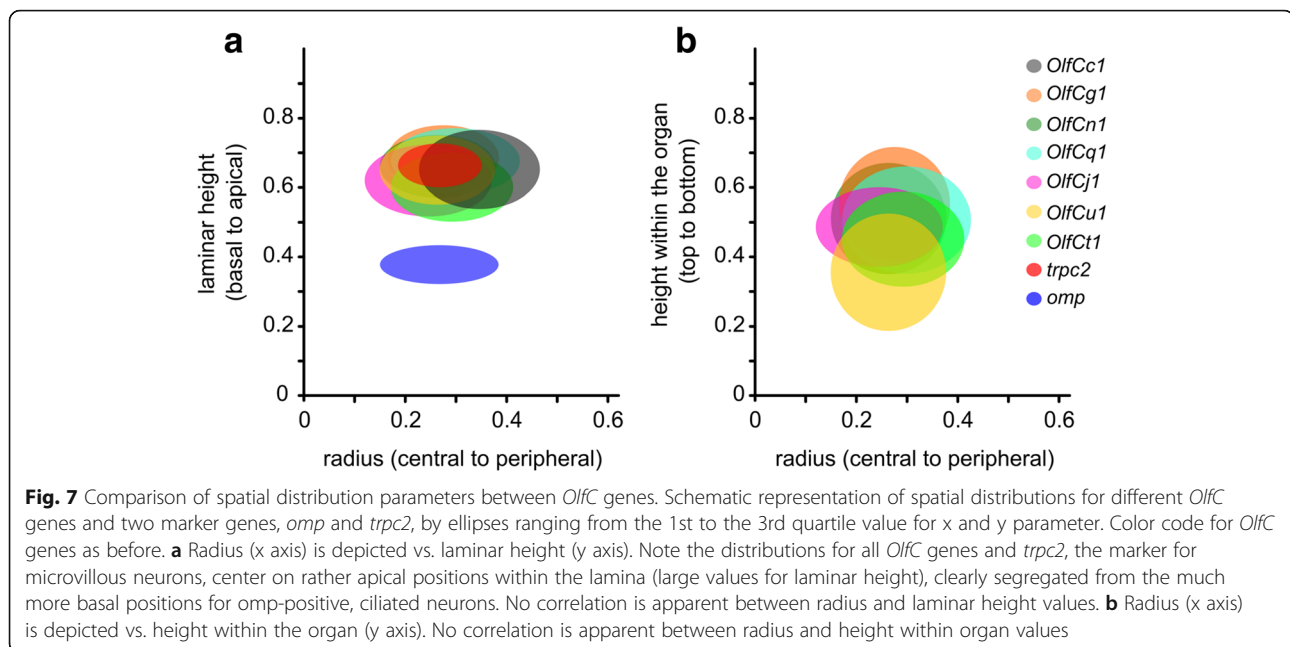 a
b
laminar height
(basal to apical)
0.8
0.6
0.4
0.2
0
0
0.2
0.4
0.6
radius (central to peripheral)
height within the organ
(top to bottom)
0.8
0.6
0.4
0.2
0
0
0.2
0.4
0.6
radius (central to peripheral)
OlfCc1
OlfCg1
OlfCn1
OlfCq1
OlfCj1
OlfCu1
OlfCt1
trpc2
omp
Fig. 7 Comparison of spatial distribution parameters between OlfC genes. Schematic representation of spatial distributions for different OlfC
genes and two marker genes, omp and trpc2, by ellipses ranging from the 1st to the 3rd quartile value for x and y parameter. Color code for OlfC
genes as before. a Radius (x axis) is depicted vs. laminar height (y axis). Note the distributions for all OlfC genes and trpc2, the marker for
microvillous neurons, center on rather apical positions within the lamina (large values for laminar height), clearly segregated from the much
more basal positions for omp-positive, ciliated neurons. No correlation is apparent between radius and laminar height values. b Radius (x axis)
is depicted vs. height within the organ (y axis). No correlation is apparent between radius and height within organ values